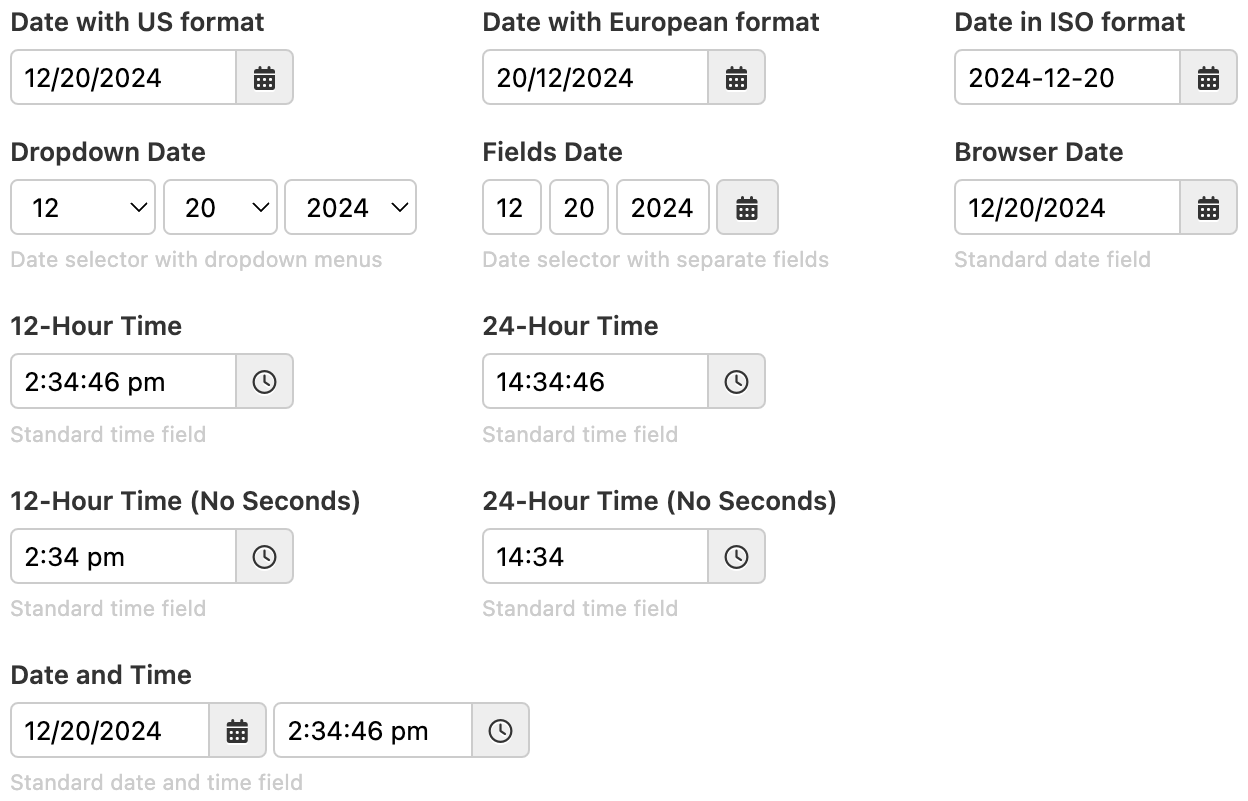 Date with US format
Date with European format
Date in ISO format
12/20/2024
20/12/2024
2024-12-20
Dropdown Date
Fields Date
Browser Date
12 20 2024
12 20 2024
12/20/2024
Date selector with dropdown menus
Date selector with separate fields
Standard date field
12-Hour Time
24-Hour Time
2:34:46 pm
14:34:46
Standard time field
Standard time field
12-Hour Time (No Seconds)
24-Hour Time (No Seconds)
2:34 pm
14:34
Standard time field
Standard time field
Date and Time
12/20/2024 2:34:46 pm
Standard date and time field